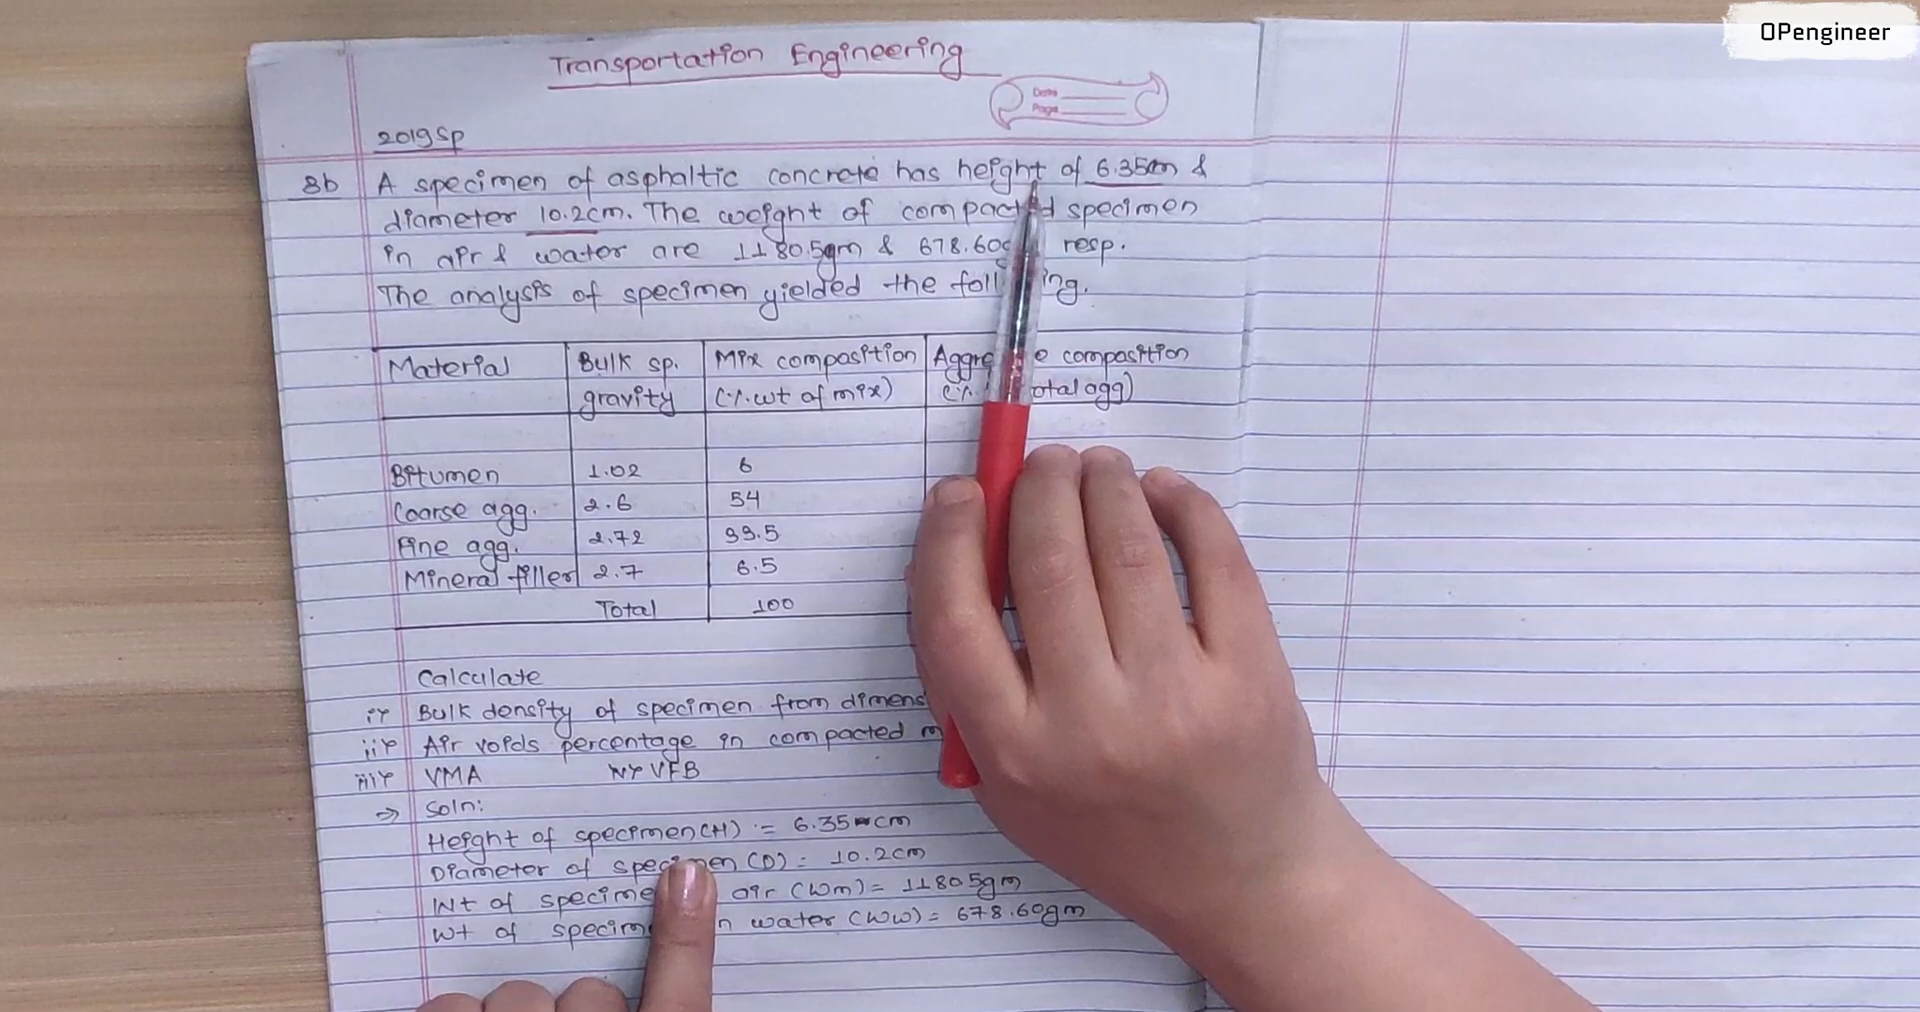 OPengineer
Transportation Engineering
Date
Page
2019 sp
8b A specimen of asphaltic concrete has height of 6.35cm &
diameter 10.2cm. The weight of compacted specimen
in air & water are 1180.5gm & 678.60g resp.
The analysis of specimen yielded the foll ing.
Material Bulk sp. gravity Mix composition (%wt of mix) Aggre e composition (%. otal agg)
Bitumen 1.02 6
Coarse agg. 2.6 54
Fine agg. 2.72 33.5
Mineral filler 2.7 6.5
Total 100
Calculate
i> Bulk density of specimen from dimens
ii> Air voids percentage in compacted m
iii> VMA iv> VFB
=> Soln:
Height of specimen (H) = 6.35 cm
Diameter of specimen (D) = 10.2cm
Wt of specime air (Wm) = 1180 5gm
Wt of specim n water (Ww) = 678.60gm